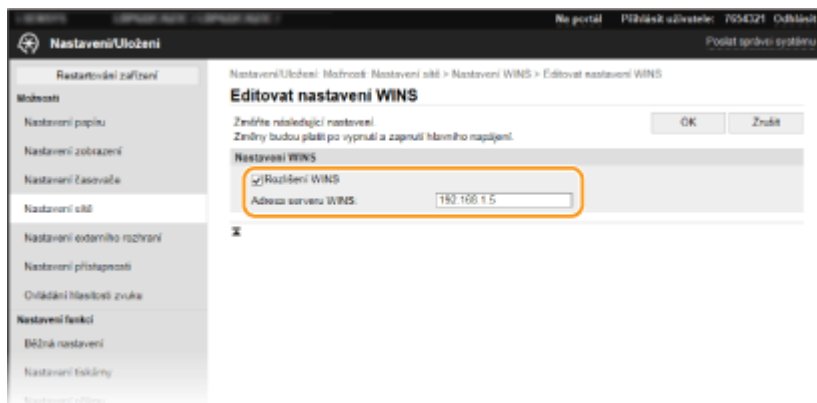 Na portál Přihlásit uživatele: 7654321 Odhlásit
Nastavení/Uložení
Poslat správci systému
Restartování zařízení
Možnosti
Nastavení papíru
Nastavení zobrazení
Nastavení časovače
Nastavení sítě
Nastavení externího rozhraní
Nastavení přístupnosti
Ovládání hlasitosti zvuku
Nastavení funkcí
Běžná nastavení
Nastavení tiskárny
Nastavení/Uložení: Možnosti: Nastavení sítě > Nastavení WINS > Editovat nastavení WINS
Editovat nastavení WINS
Změňte následující nastavení.
Změny budou platit po vypnutí a zapnutí hlavního napájení.
OK
Zrušit
Nastavení WINS
Rozlišení WINS
Adresa serveru WINS:
192.168.1.5